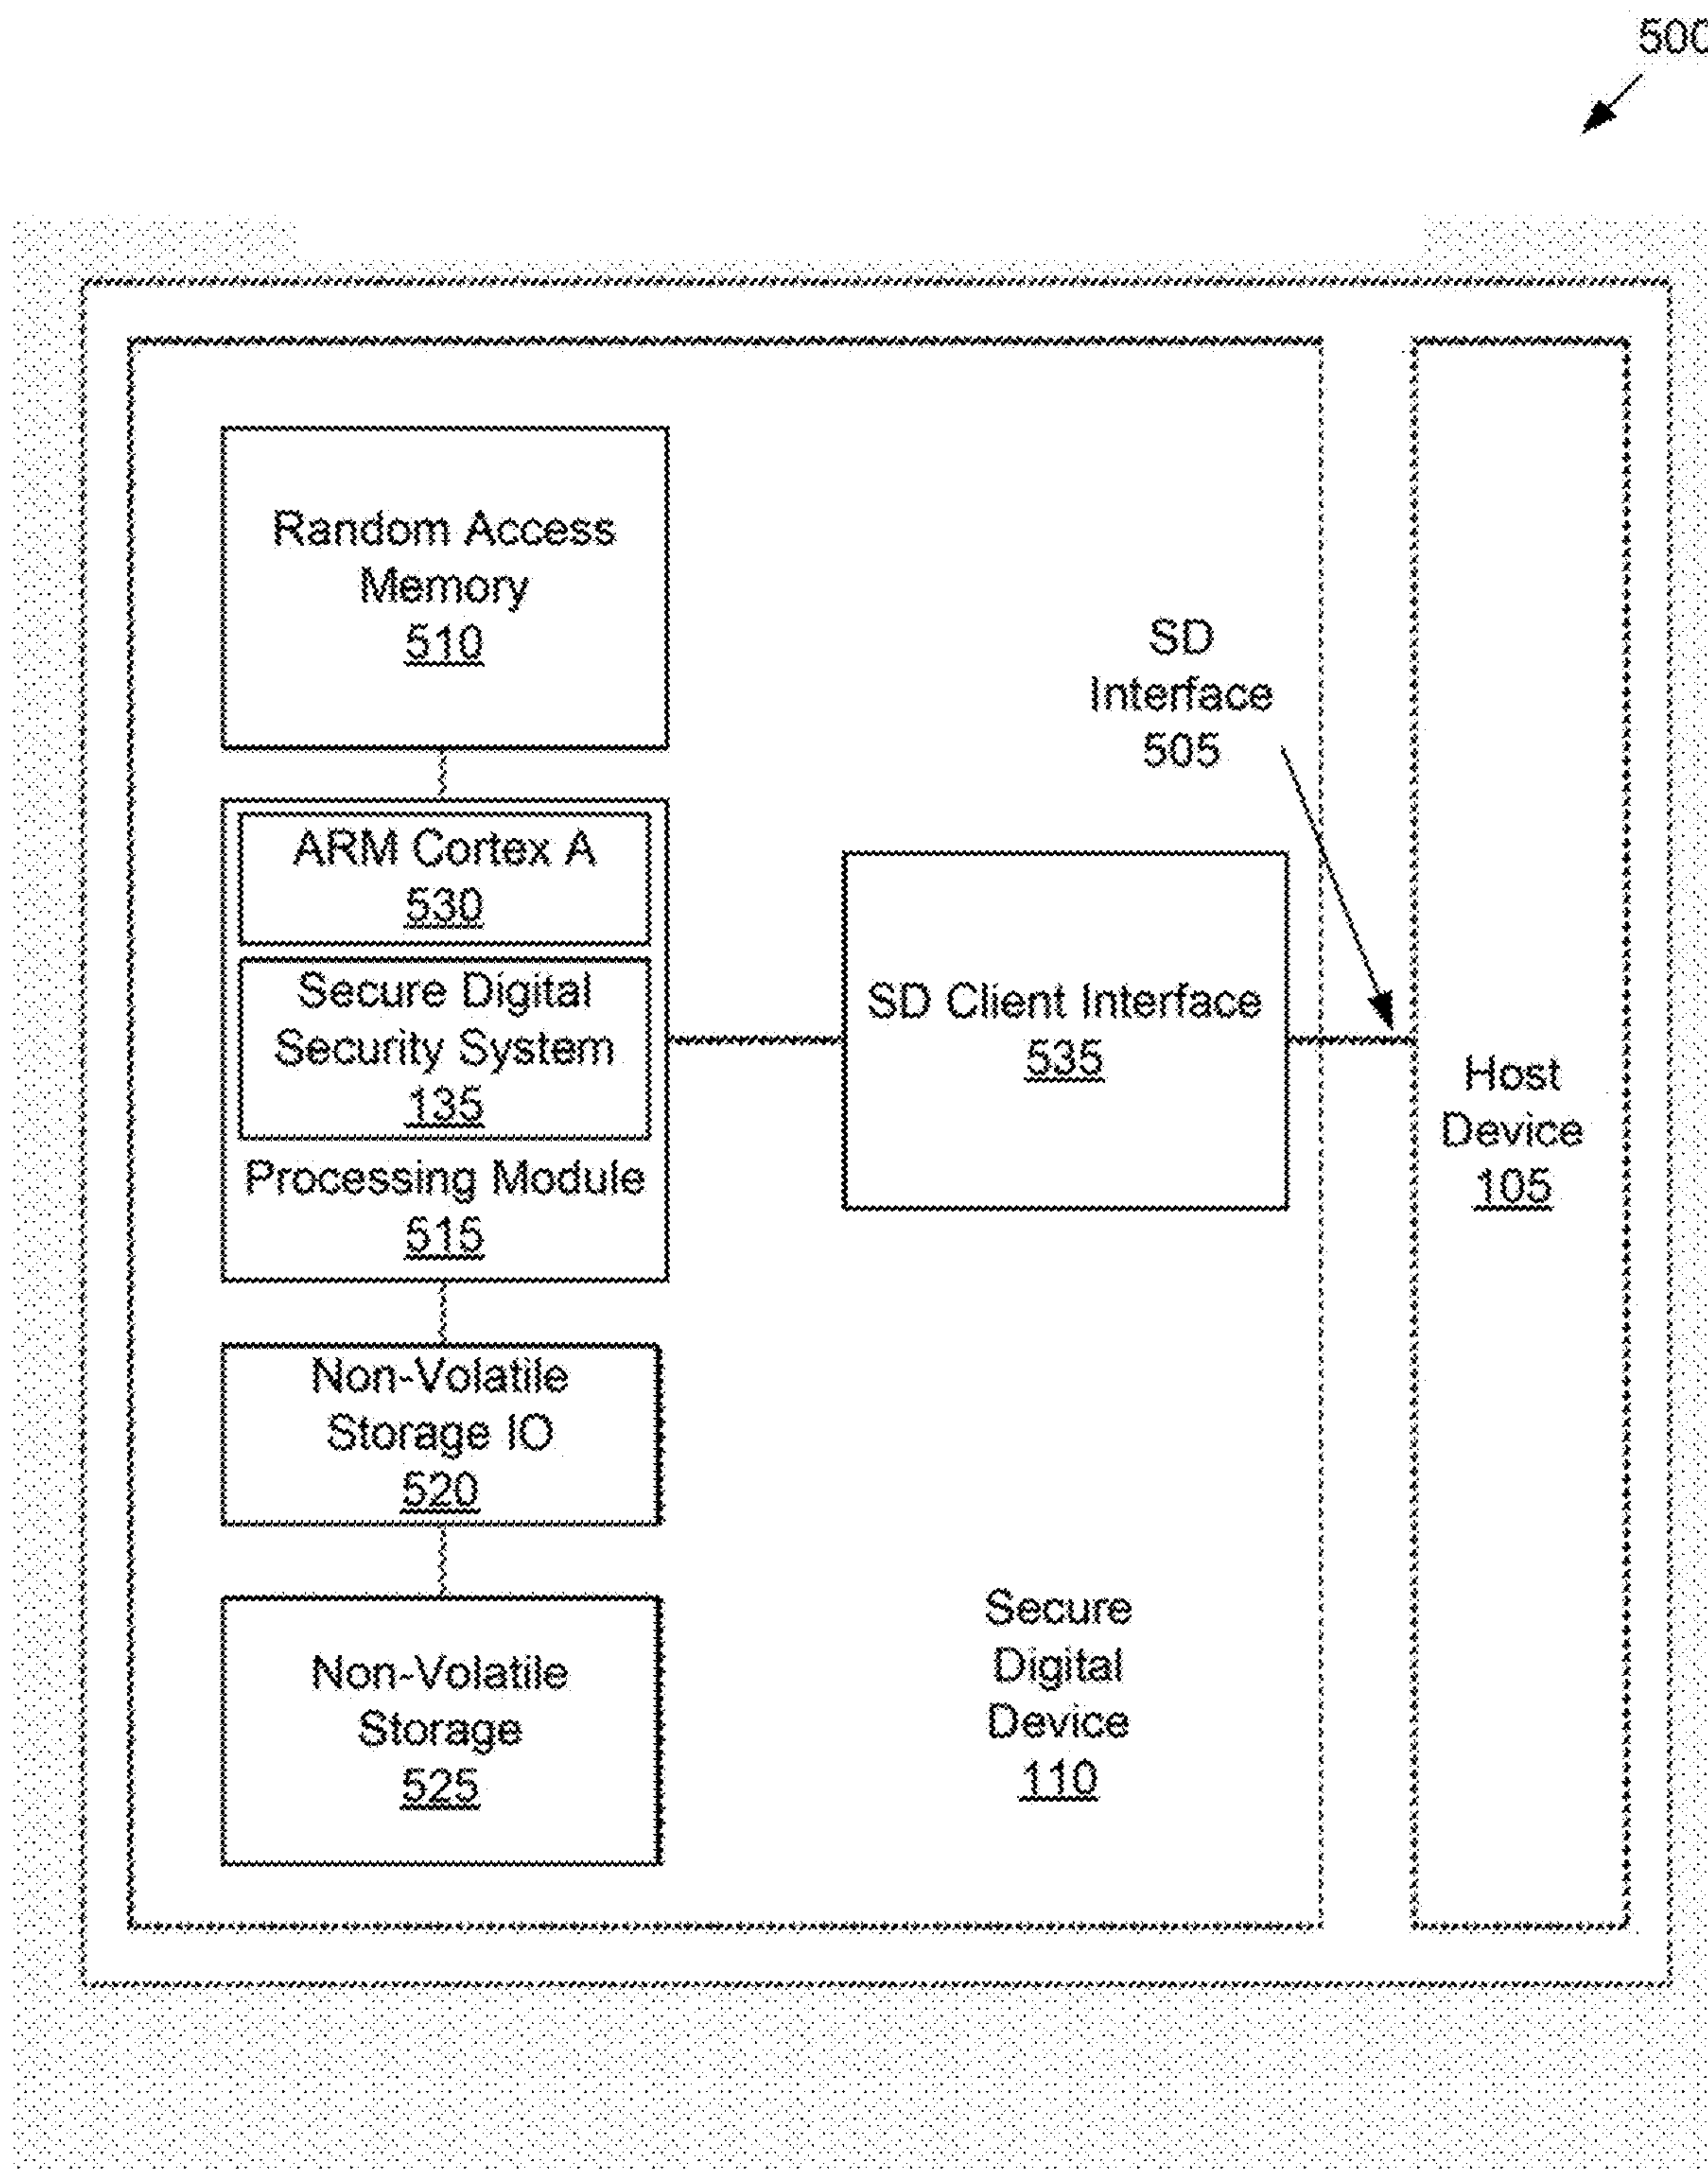 500
Random Access
Memory
510
SD
Interface
505
ARM Cortex A
530
Secure Digital
Security System
135
Processing Module
515
SD Client Interface
535
Host
Device
105
Non-Volatile
Storage IO
520
Non-Volatile
Storage
525
Secure
Digital
Device
110